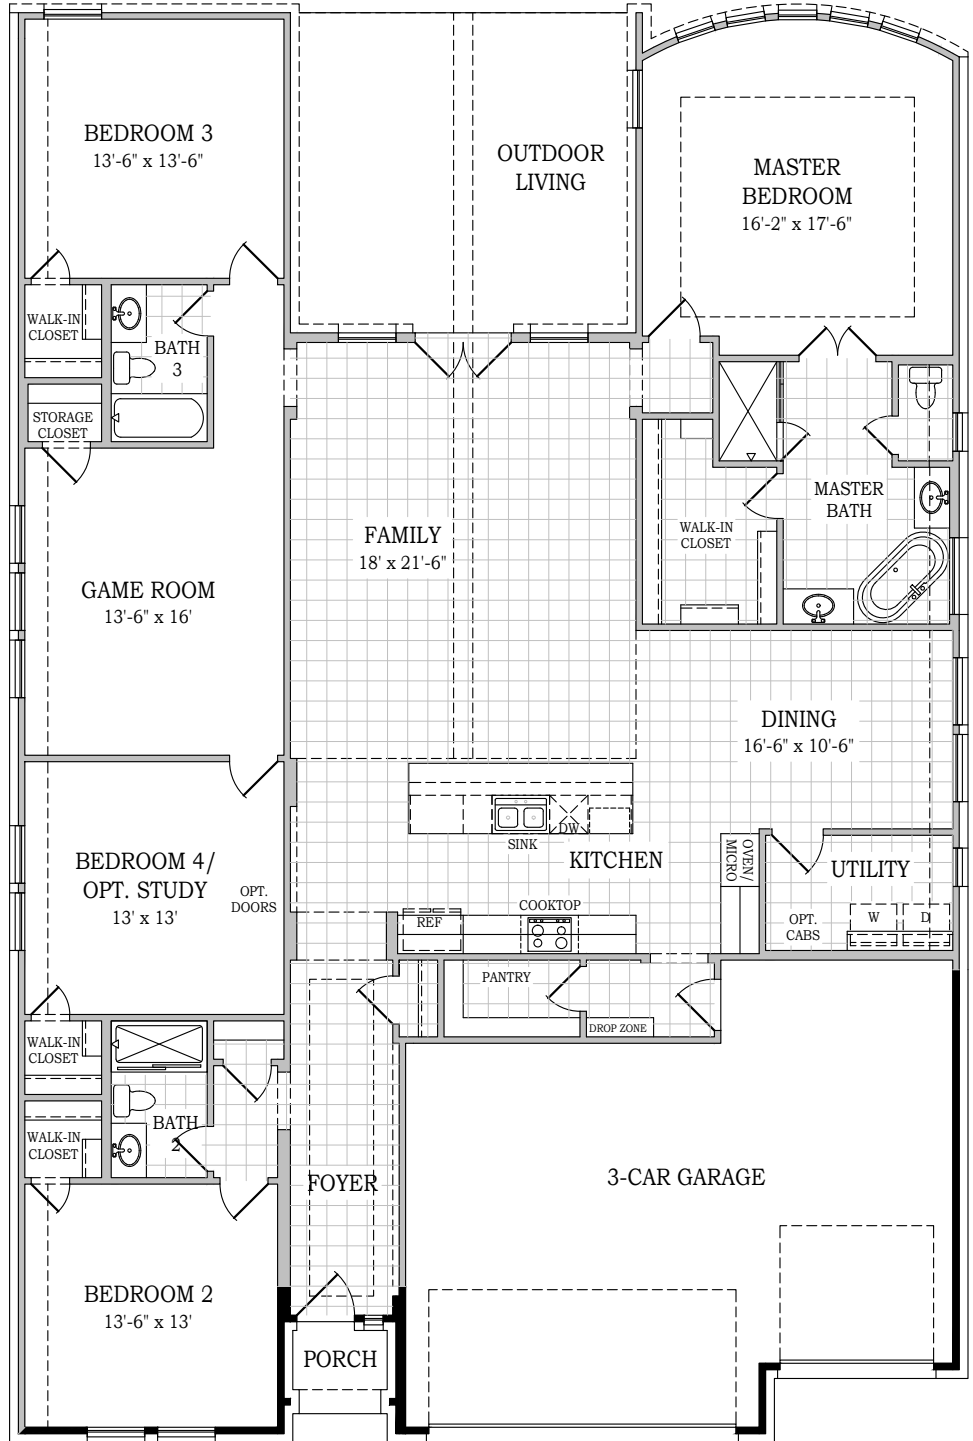 BEDROOM 3
13'-6" x 13'-6"
OUTDOOR
LIVING
MASTER
BEDROOM
16'-2" x 17'-6"
WALK-IN
CLOSET
BATH
3
STORAGE
CLOSET
MASTER
BATH
WALK-IN
CLOSET
FAMILY
18' x 21'-6"
GAME ROOM
13'-6" x 16'
DINING
16'-6" x 10'-6"
SINK
DW
KITCHEN
OVEN/
MICRO
UTILITY
BEDROOM 4/
OPT. STUDY
13' x 13'
OPT.
DOORS
REF
COOKTOP
OPT.
CABS
W
D
PANTRY
DROP ZONE
WALK-IN
CLOSET
BATH
2
WALK-IN
CLOSET
FOYER
3-CAR GARAGE
BEDROOM 2
13'-6" x 13'
PORCH